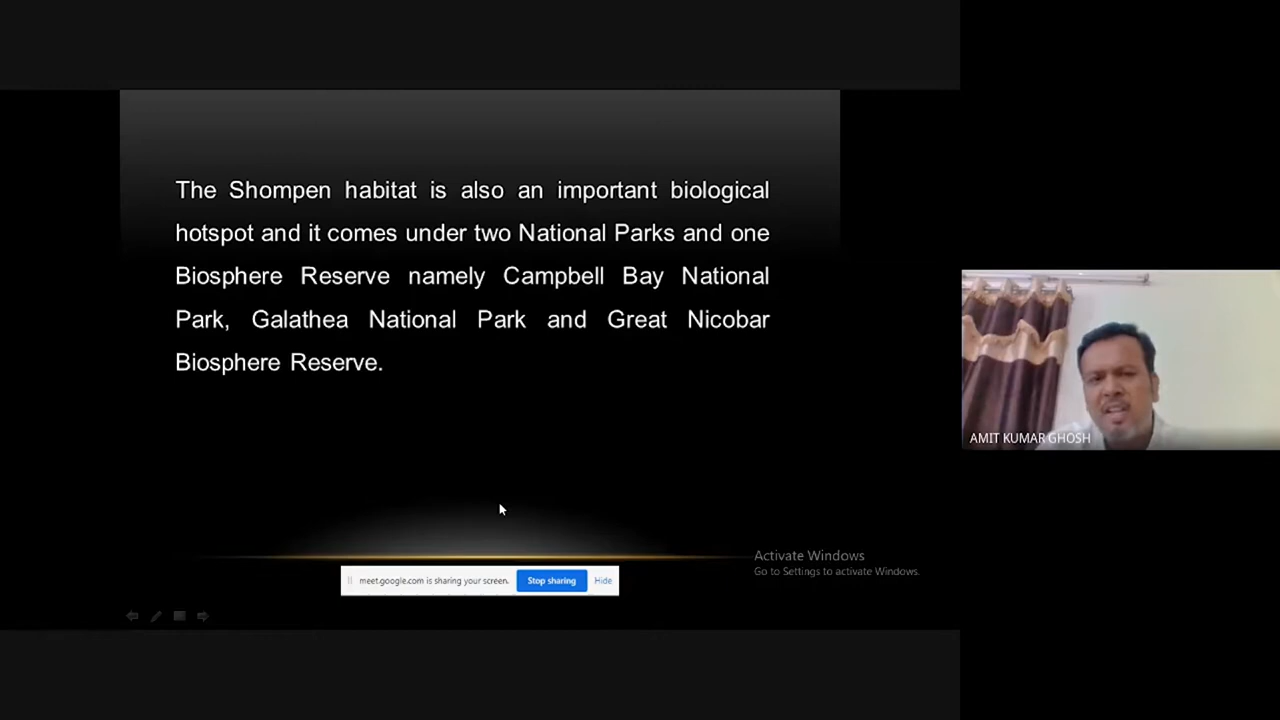 The Shompen habitat is also an important biological
hotspot and it comes under two National Parks and one
Biosphere Reserve namely Campbell Bay National
Park, Galathea National Park and Great Nicobar
Biosphere Reserve.
AMIT KUMAR GHOSH
Activate Windows
Go to Settings to activate Windows.
meet.google.com is sharing your screen. Stop sharing Hide